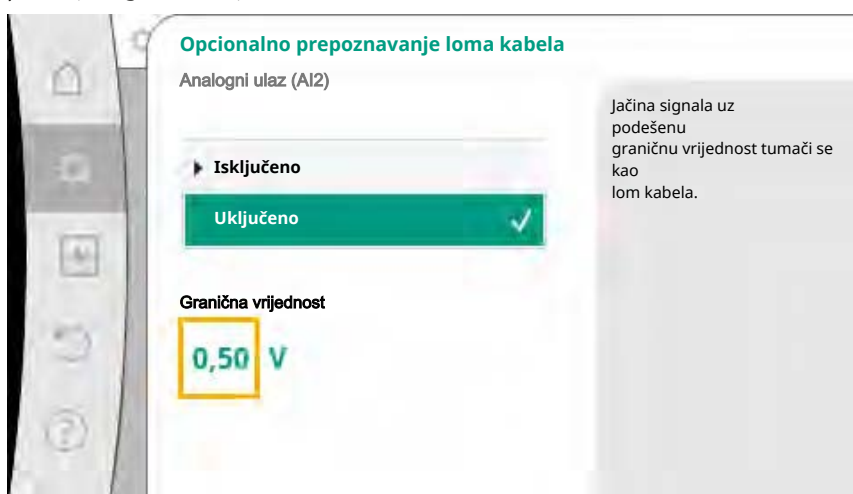 Opcionalno prepoznavanje loma kabela
Analogni ulaz (AI2)
Isključeno
Uključeno
Granična vrijednost
0,50 V
Jačina signala uz
podešenu
graničnu vrijednost tumači se
kao
lom kabela.